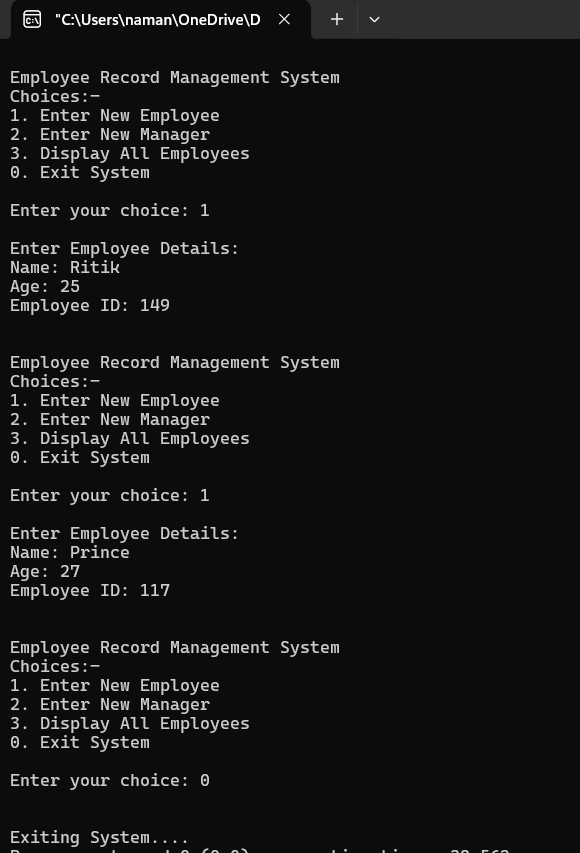 "C:\Users\naman\OneDrive\D
Employee Record Management System
Choices:-
1. Enter New Employee
2. Enter New Manager
3. Display All Employees
0. Exit System
Enter your choice: 1
Enter Employee Details:
Name: Ritik
Age: 25
Employee ID: 149
Employee Record Management System
Choices:-
1. Enter New Employee
2. Enter New Manager
3. Display All Employees
0. Exit System
Enter your choice: 1
Enter Employee Details:
Name: Prince
Age: 27
Employee ID: 117
Employee Record Management System
Choices:-
1. Enter New Employee
2. Enter New Manager
3. Display All Employees
0. Exit System
Enter your choice: 0
Exiting System....